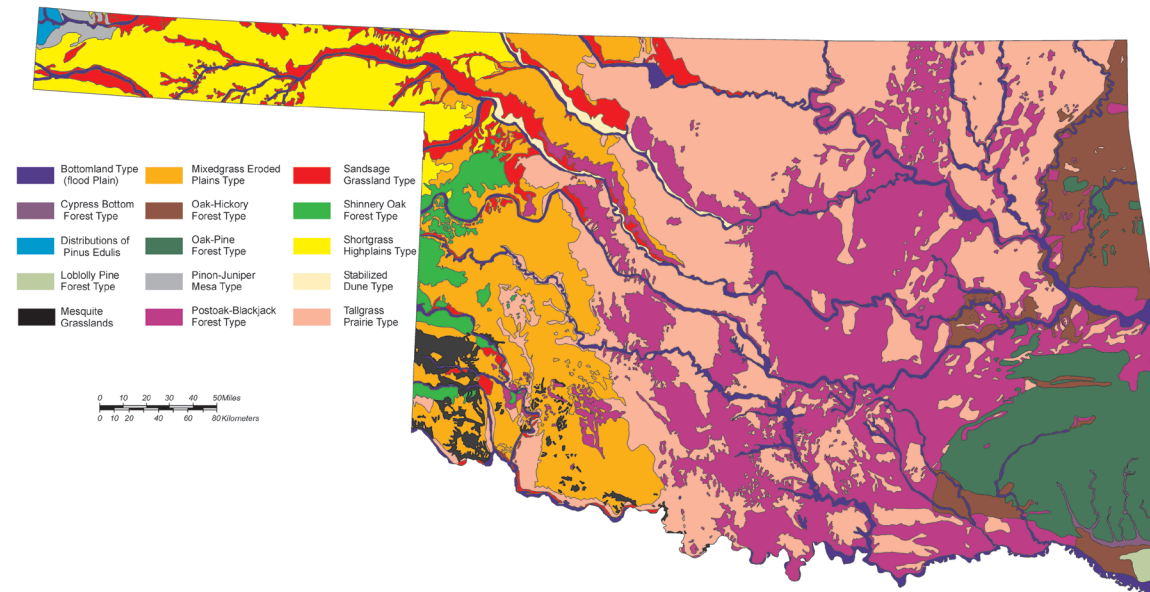 Bottomland Type
(flood Plain)
Mixedgrass Eroded
Plains Type
Sandsage
Grassland Type
Cypress Bottom
Forest Type
Oak-Hickory
Forest Type
Shinnery Oak
Forest Type
Distributions of
Pinus Edulis
Oak-Pine
Forest Type
Shortgrass
Highplains Type
Loblolly Pine
Forest Type
Pinon-Juniper
Mesa Type
Stabilized
Dune Type
Mesquite
Grasslands
Postoak-Blackjack
Forest Type
Tallgrass
Prairie Type
0 10 20 30 40 50Miles
0 10 20 40 60 80Kilometers